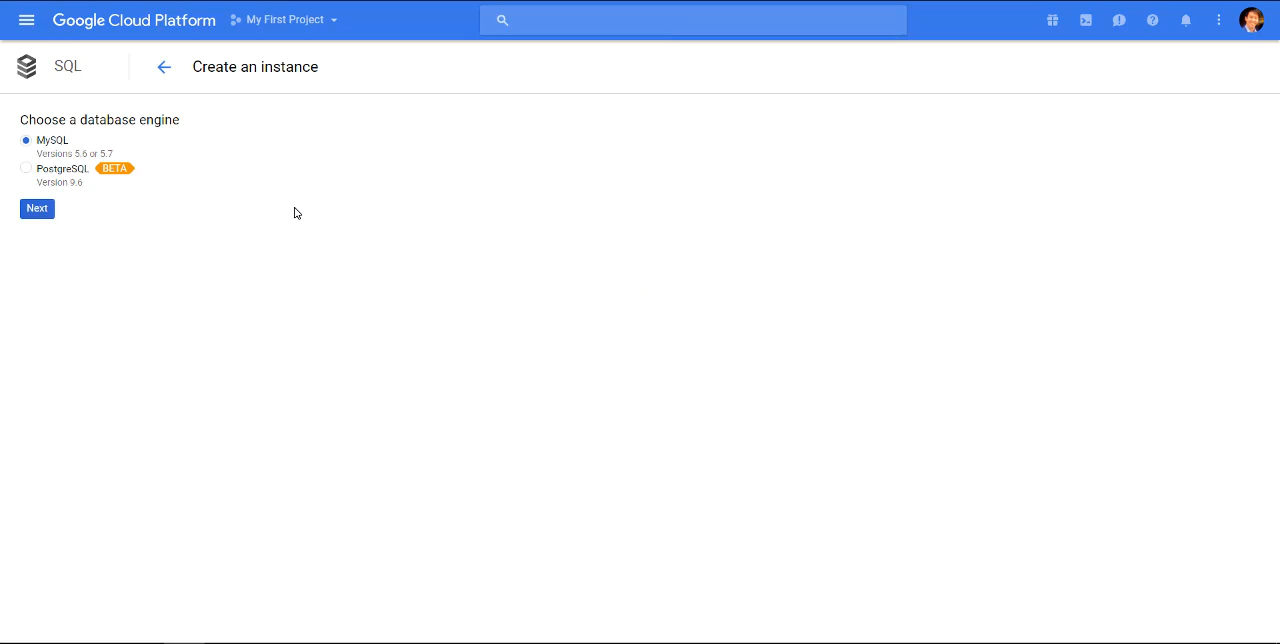 Google Cloud Platform My First Project
SQL Create an instance
Choose a database engine
MySQL
Versions 5.6 or 5.7
PostgreSQL BETA
Version 9.6
Next